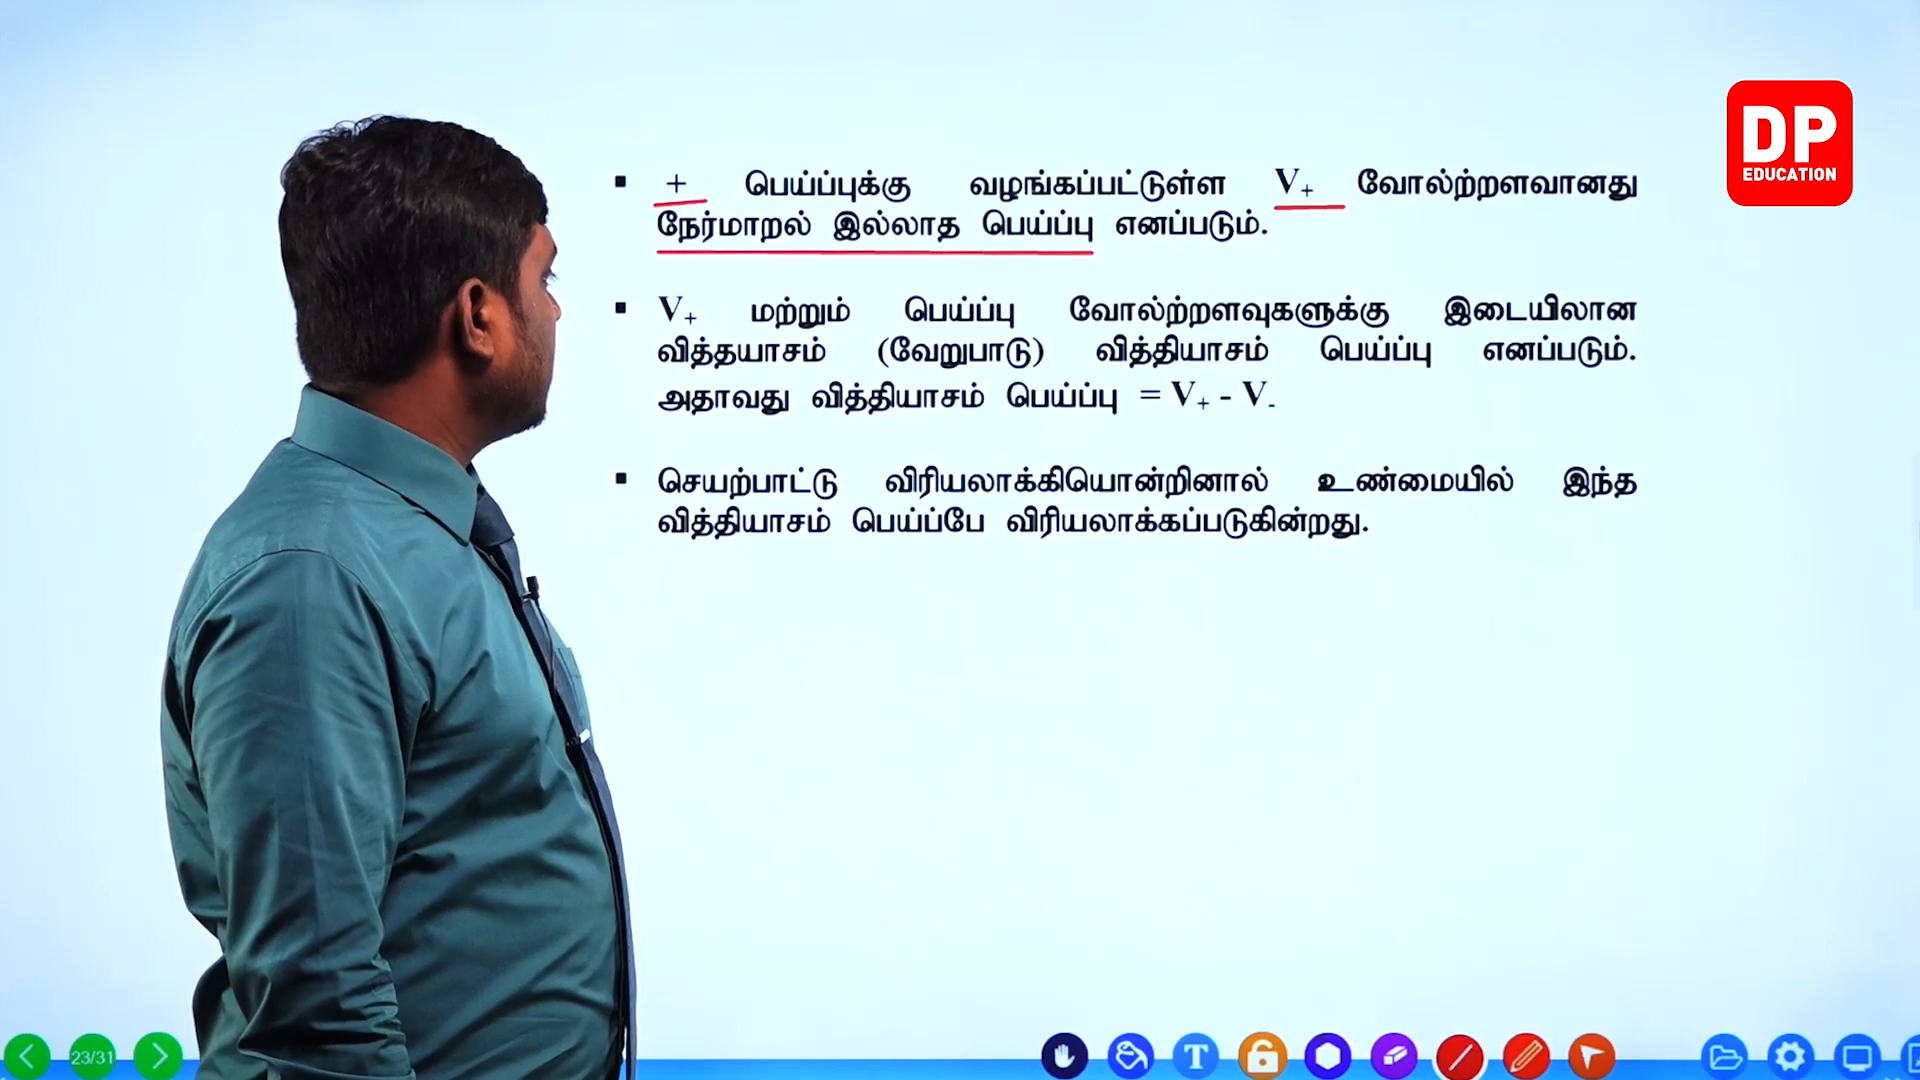 DP
EDUCATION
▪ + பெய்ப்புக்கு வழங்கப்பட்டுள்ள V₊ வோல்ற்றளவானது
நேர்மாறல் இல்லாத பெய்ப்பு எனப்படும்.
▪ V₊ மற்றும் பெய்ப்பு வோல்ற்றளவுகளுக்கு இடையிலான
வித்தயாசம் (வேறுபாடு) வித்தியாசம் பெய்ப்பு எனப்படும்.
அதாவது வித்தியாசம் பெய்ப்பு = V₊ - V₋
▪ செயற்பாட்டு விரியலாக்கியொன்றினால் உண்மையில் இந்த
வித்தியாசம் பெய்ப்பே விரியலாக்கப்படுகின்றது.
23/31
T